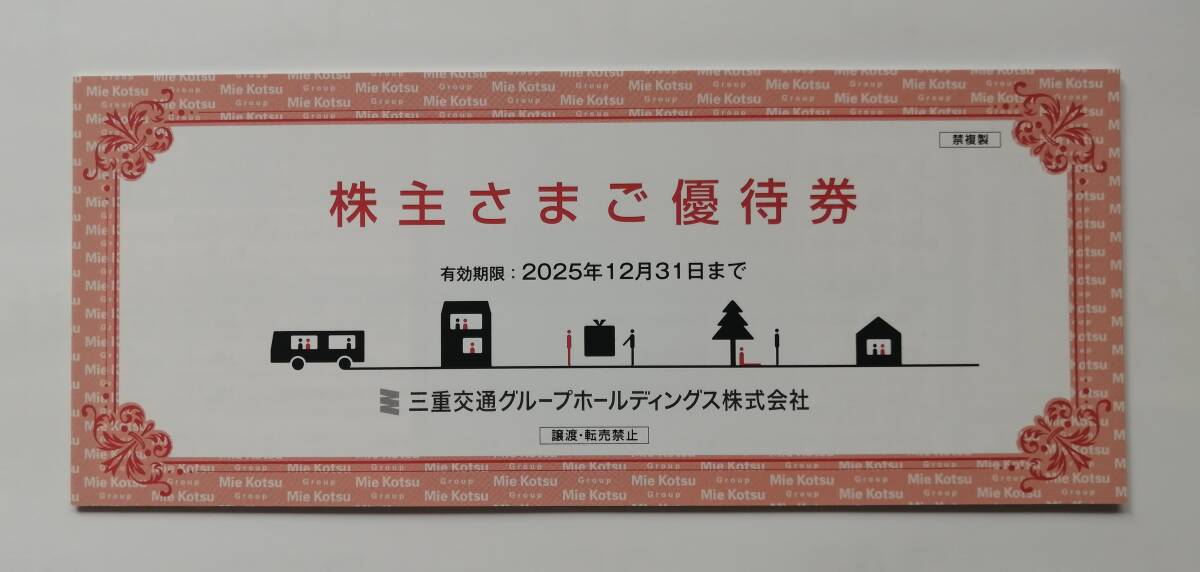 禁複製
株主さまご優待券
有効期限：2025年12月31日まで
三重交通グループホールディングス株式会社
譲渡・転売禁止
Mie Kotsu
Group